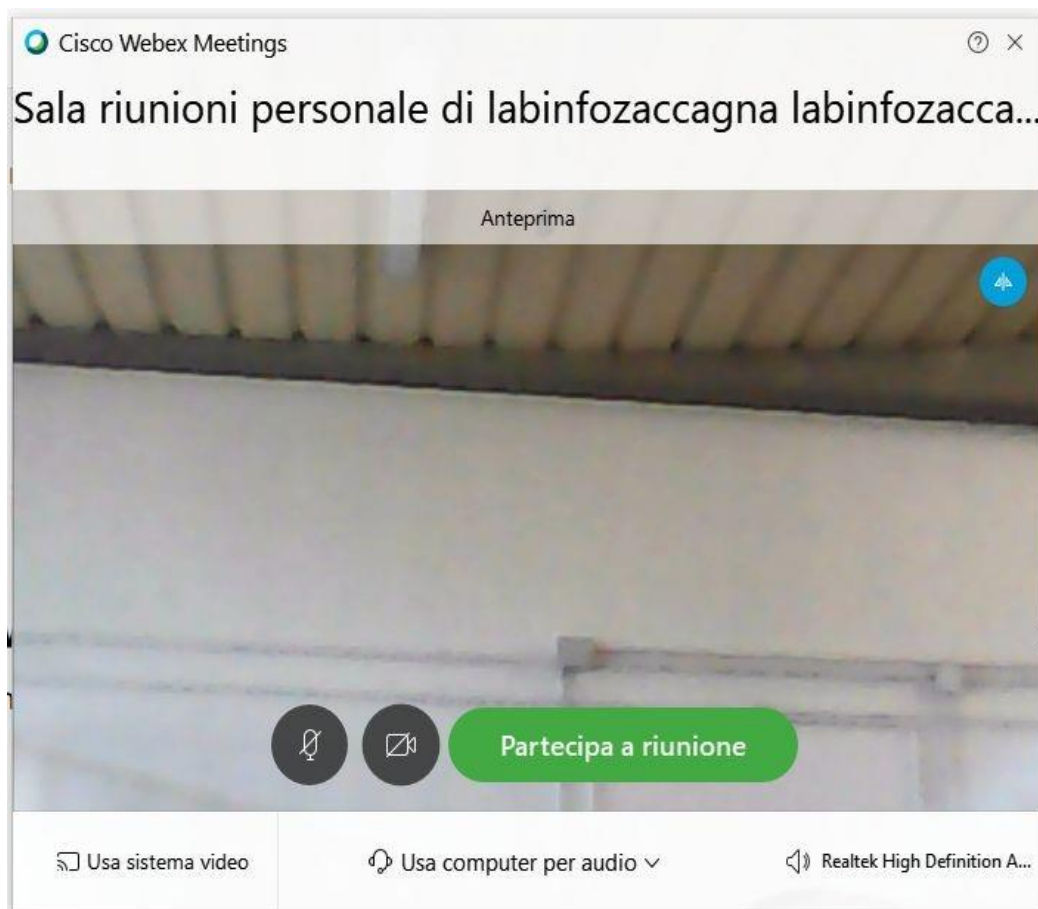 Cisco Webex Meetings
Sala riunioni personale di labinfozaccagna labinfozacca...
Anteprima
Partecipa a riunione
Usa sistema video
Usa computer per audio
Realtek High Definition A...